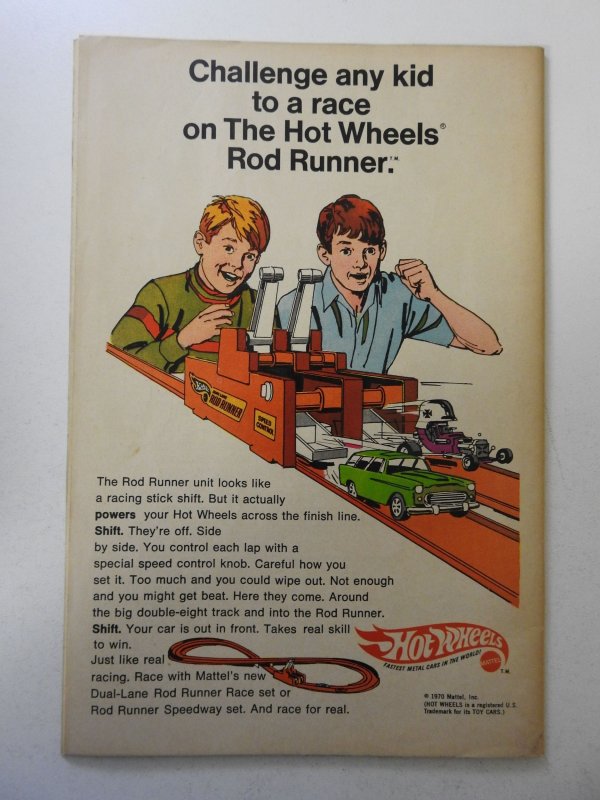 Challenge any kid
to a race
on The Hot Wheels®
Rod Runner.™
Hot Wheels
DUAL-LANE
ROD RUNNER
SPEED
CONTROL
The Rod Runner unit looks like
a racing stick shift. But it actually
powers your Hot Wheels across the finish line.
Shift. They're off. Side
by side. You control each lap with a
special speed control knob. Careful how you
set it. Too much and you could wipe out. Not enough
and you might get beat. Here they come. Around
the big double-eight track and into the Rod Runner.
Shift. Your car is out in front. Takes real skill
to win.
Just like real
racing. Race with Mattel's new
Dual-Lane Rod Runner Race set or
Rod Runner Speedway set. And race for real.
HOT WHEELS
FASTEST METAL CARS IN THE WORLD!
MATTEL
T.M.
© 1970 Mattel, Inc.
(HOT WHEELS is a registered U.S.
Trademark for its TOY CARS.)